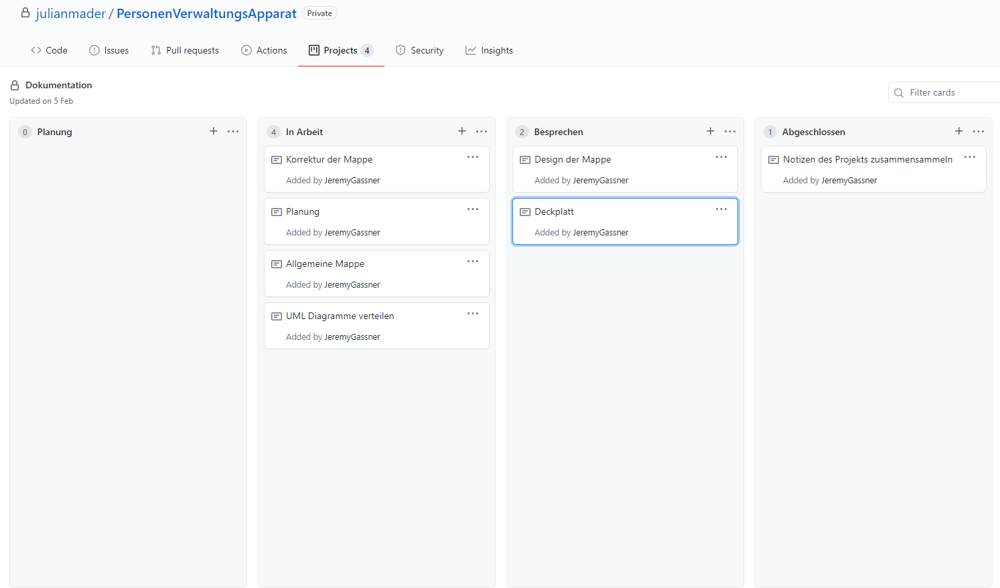 julianmader / PersonenVerwaltungsApparat Private
Code Issues Pull requests Actions Projects 4 Security Insights
Dokumentation
Updated on 5 Feb
Filter cards
0 Planung
4 In Arbeit
Korrektur der Mappe
Added by JeremyGassner
Planung
Added by JeremyGassner
Allgemeine Mappe
Added by JeremyGassner
UML Diagramme verteilen
Added by JeremyGassner
2 Besprechen
Design der Mappe
Added by JeremyGassner
Deckplatt
Added by JeremyGassner
1 Abgeschlossen
Notizen des Projekts zusammensammeln
Added by JeremyGassner